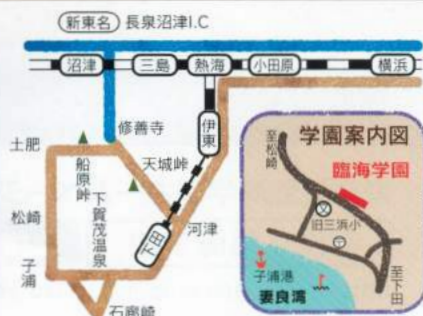 新東名 長泉沼津I.C
沼津 三島 熱海 小田原 横浜
修善寺
伊東
土肥
船原峠
天城峠
松崎
下賀茂温泉
下田
河津
子浦
石廊崎
学園案内図
至松崎
臨海学園
旧三浜小
子浦港
妻良湾
至下田